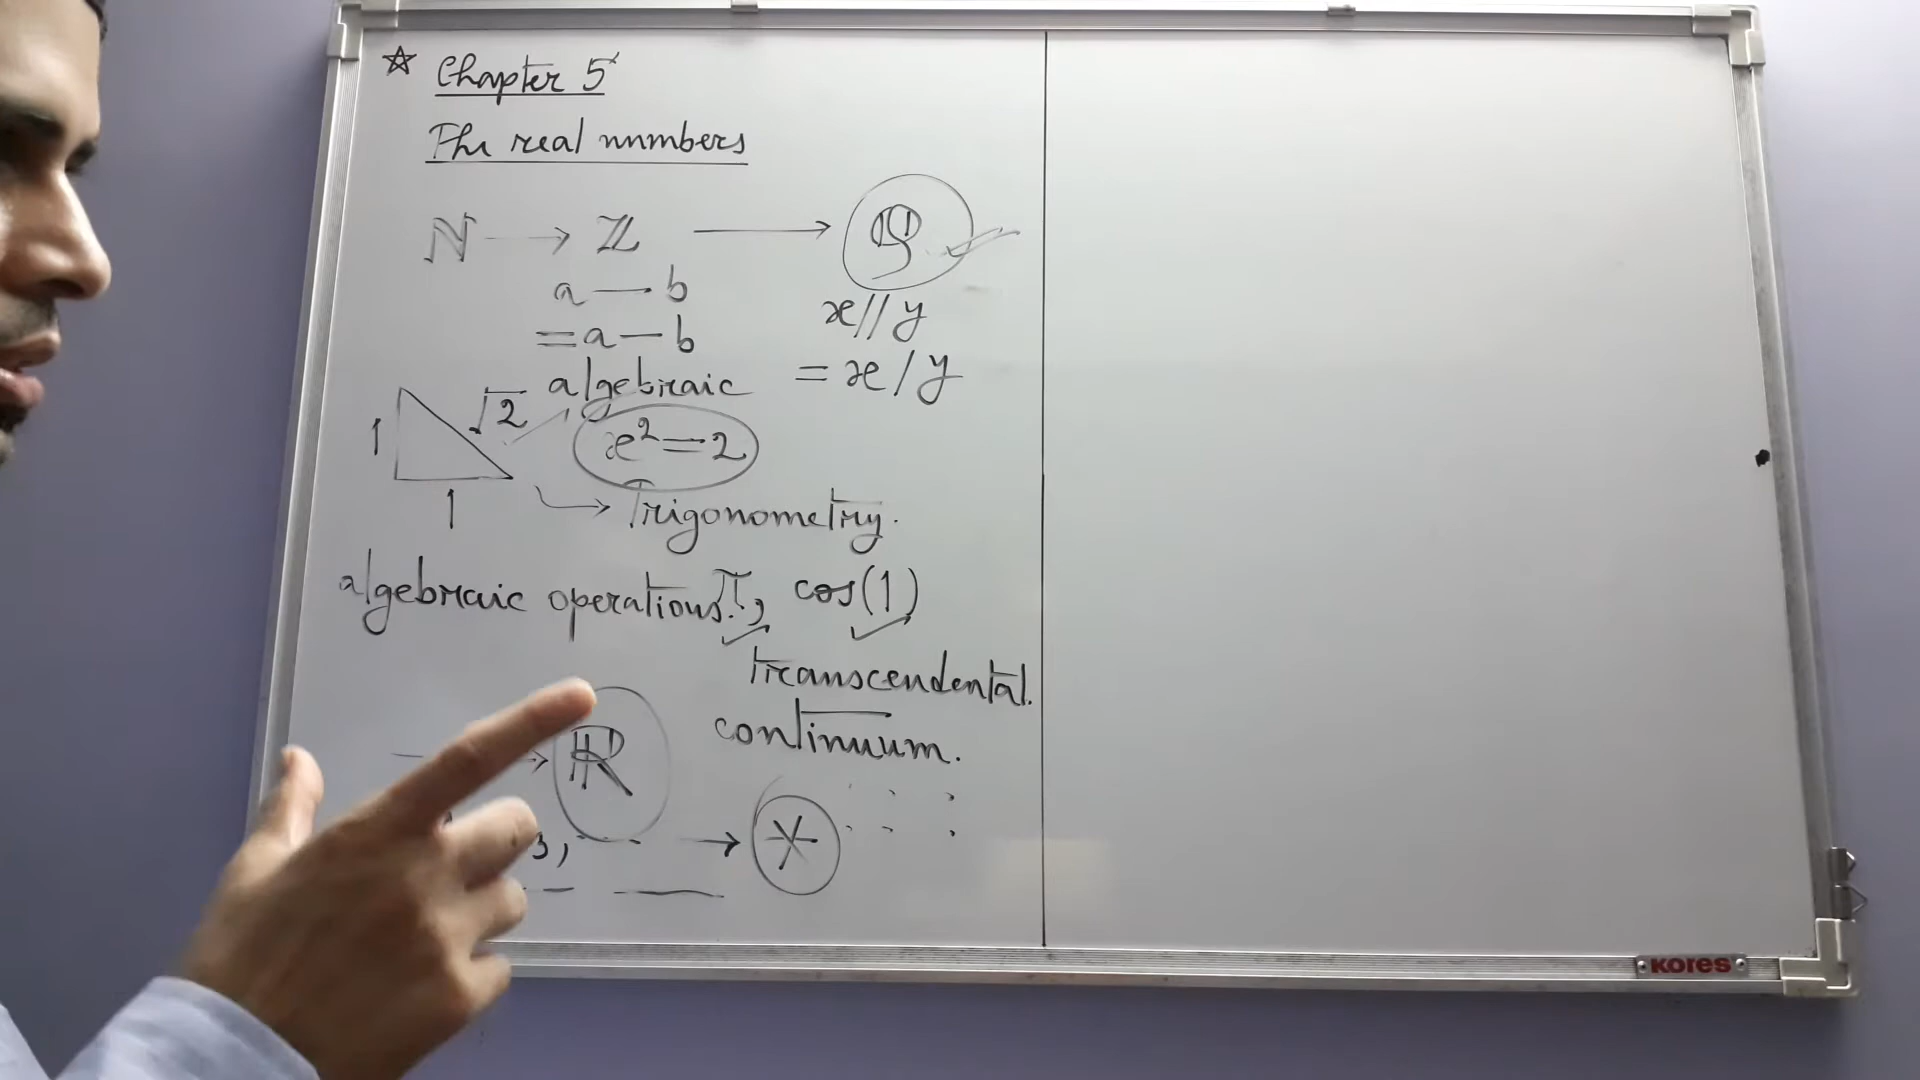 ☆ Chapter 5
The real numbers
ℕ → ℤ → ℚ
a — b
= a — b
x // y
= x / y
algebraic
√2
1
x² = 2
1
→ Trigonometry.
algebraic operations. π, cos(1)
transcendental.
continuum.
→ ℝ
3, → X
KORES